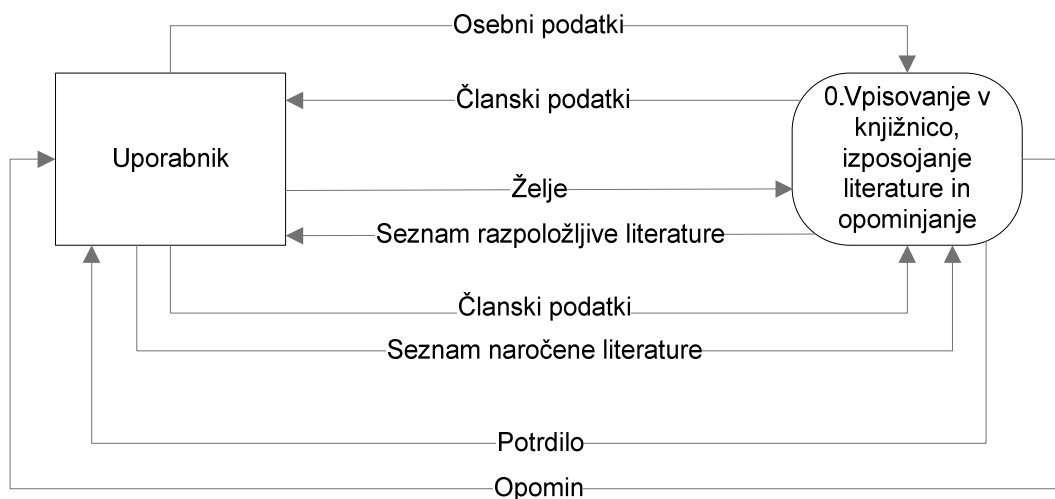 Osebni podatki
Članski podatki
0.Vpisovanje v
knjižnico,
izposojanje
literature in
opominjanje
Uporabnik
Želje
Seznam razpoložljive literature
Članski podatki
Seznam naročene literature
Potrdilo
Opomin